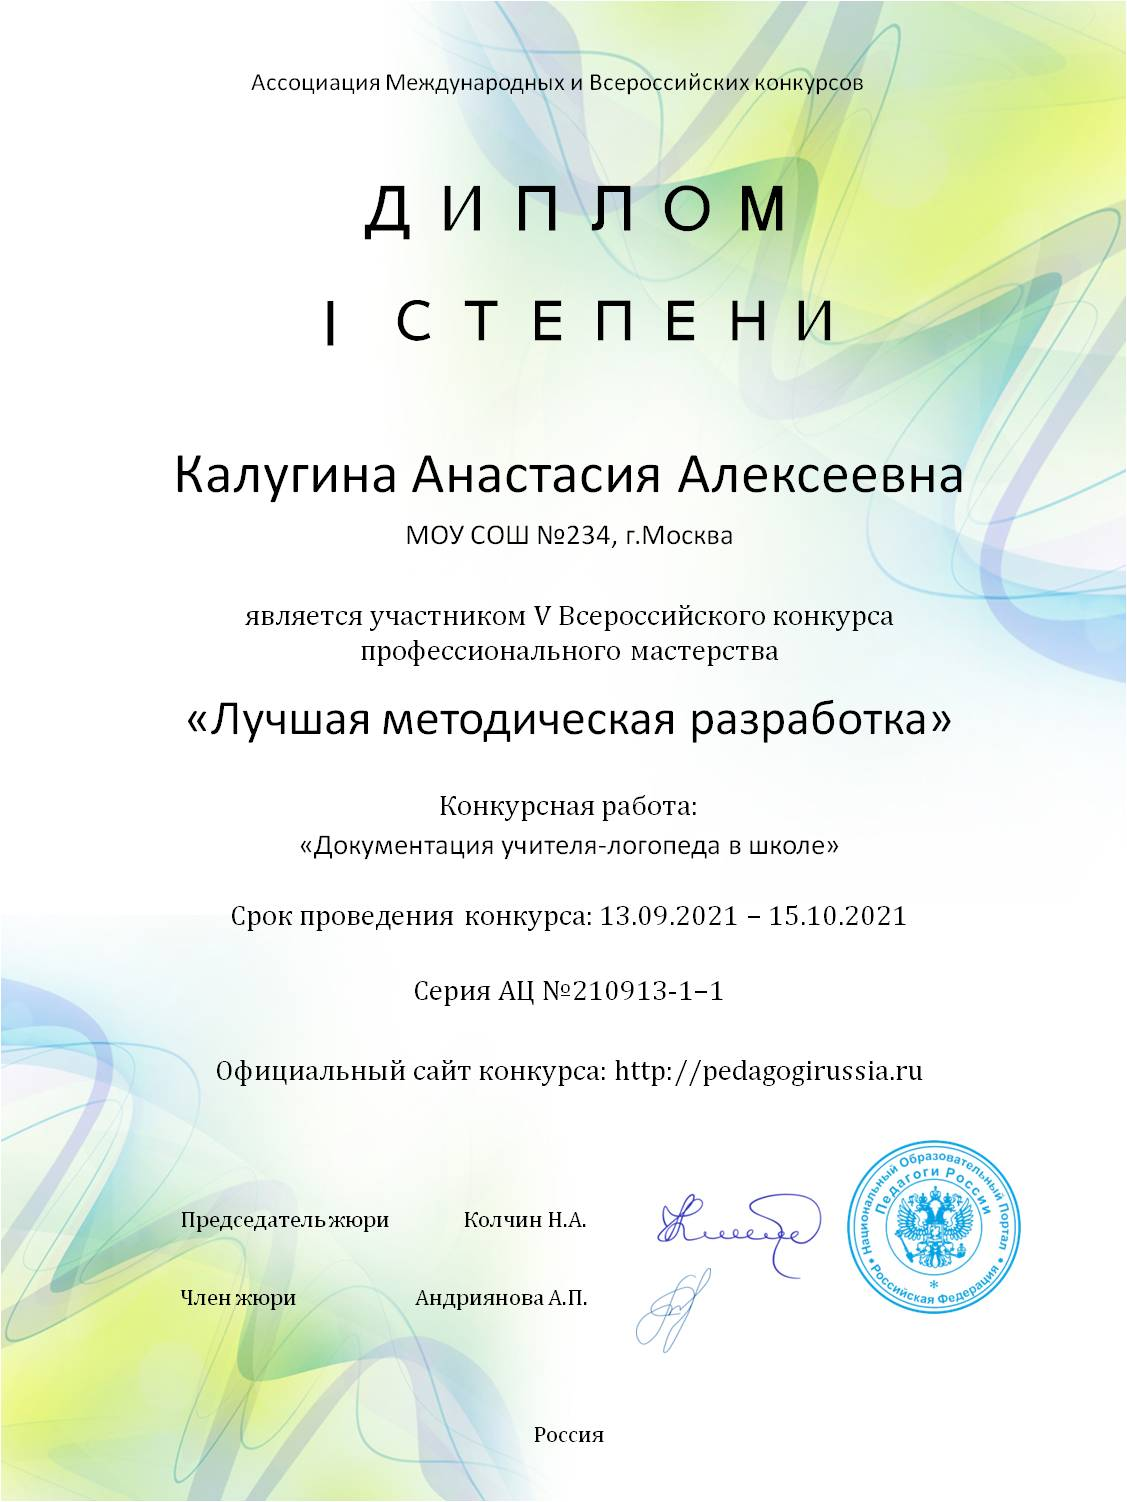 Ассоциация Международных и Всероссийских конкурсов
ДИПЛОМ
I СТЕПЕНИ
Калугина Анастасия Алексеевна
МОУ СОШ №234, г.Москва
является участником V Всероссийского конкурса
профессионального мастерства
«Лучшая методическая разработка»
Конкурсная работа:
«Документация учителя-логопеда в школе»
Срок проведения конкурса: 13.09.2021 – 15.10.2021
Серия АЦ №210913-1–1
Официальный сайт конкурса: http://pedagogirussia.ru
Председатель жюри Колчин Н.А.
Член жюри Андриянова А.П.
Национальный Образовательный Портал
Педагоги России
Российская Федерация
Россия